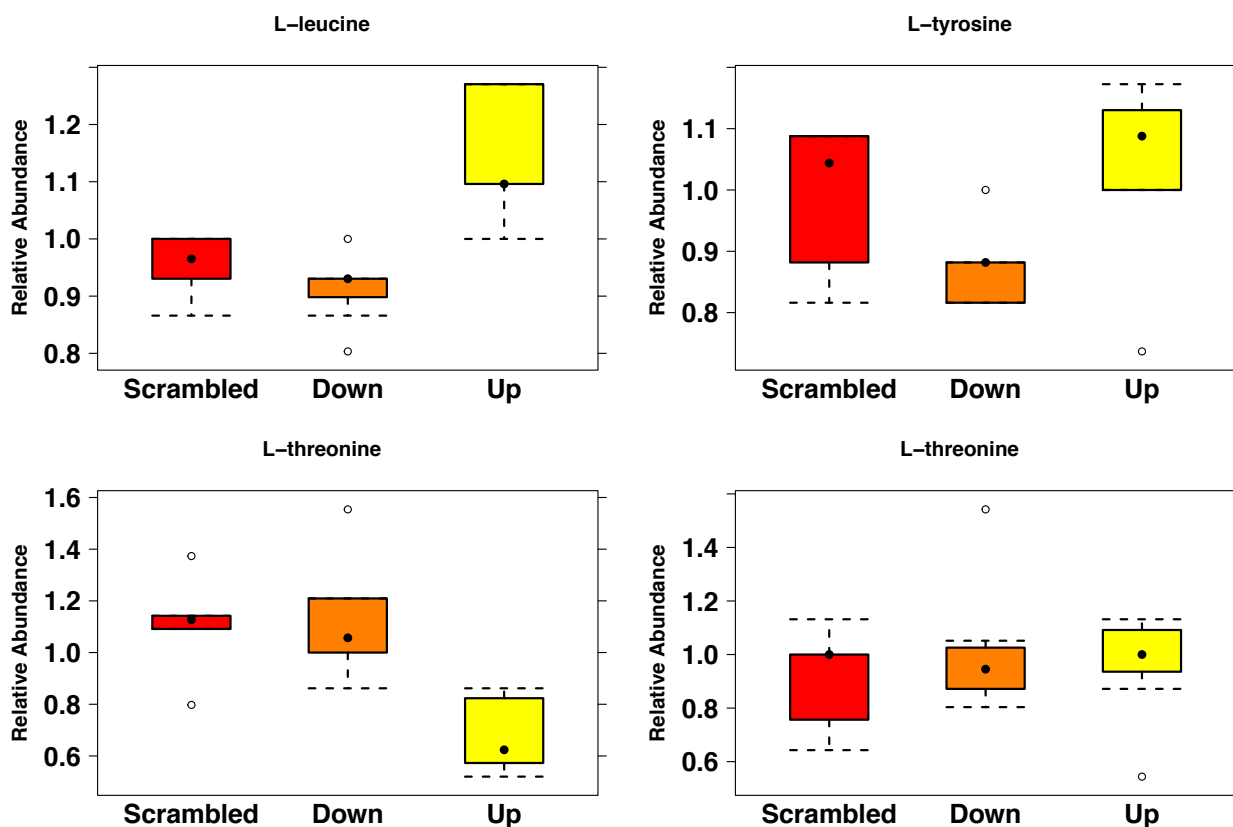 L−leucine
Relative Abundance
1.2
1.1
1.0
0.9
0.8
Scrambled Down Up
L−tyrosine
Relative Abundance
1.1
1.0
0.9
0.8
Scrambled Down Up
L−threonine
Relative Abundance
1.6
1.4
1.2
1.0
0.8
0.6
Scrambled Down Up
L−threonine
Relative Abundance
1.4
1.2
1.0
0.8
0.6
Scrambled Down Up